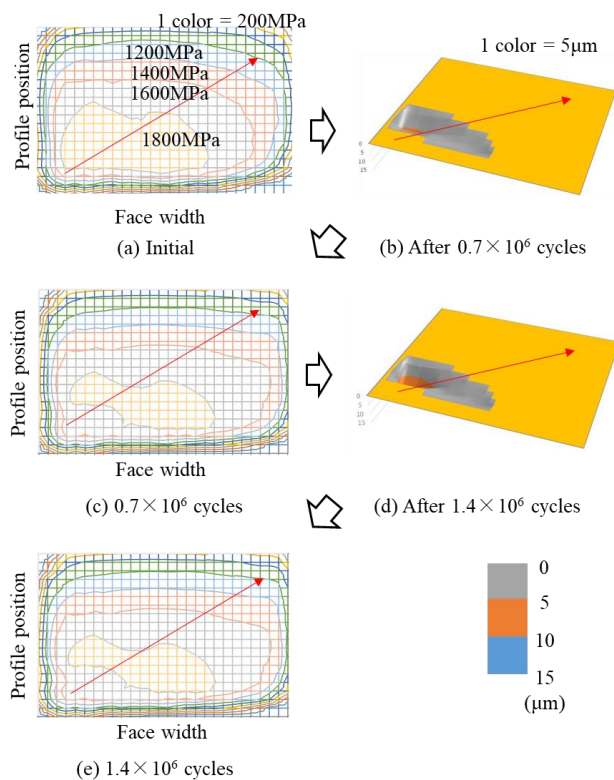 1 color = 200MPa
1200MPa
1400MPa
1600MPa
1800MPa
Profile position
Face width
(a) Initial
1 color = 5μm
0
5
10
15
(b) After 0.7×10⁶ cycles
Profile position
Face width
(c) 0.7×10⁶ cycles
0
5
10
15
(d) After 1.4×10⁶ cycles
Profile position
Face width
(e) 1.4×10⁶ cycles
0
5
10
15
(μm)